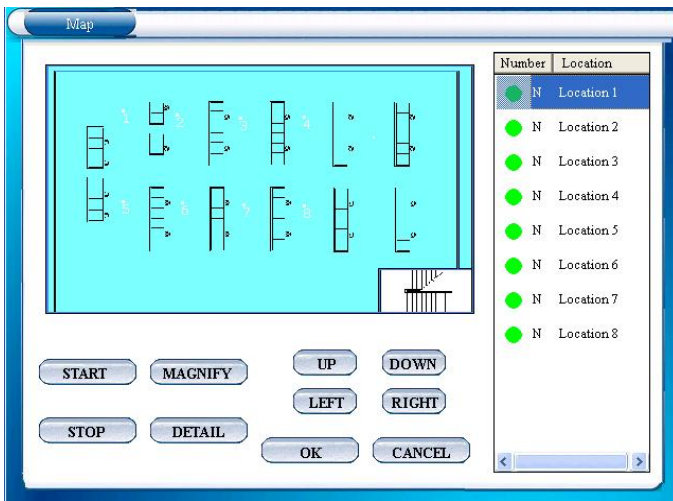 Map
Number Location
N Location 1
N Location 2
N Location 3
N Location 4
N Location 5
N Location 6
N Location 7
N Location 8
1 2 3 4
5 6 7 8
START MAGNIFY UP DOWN
LEFT RIGHT
STOP DETAIL
OK CANCEL